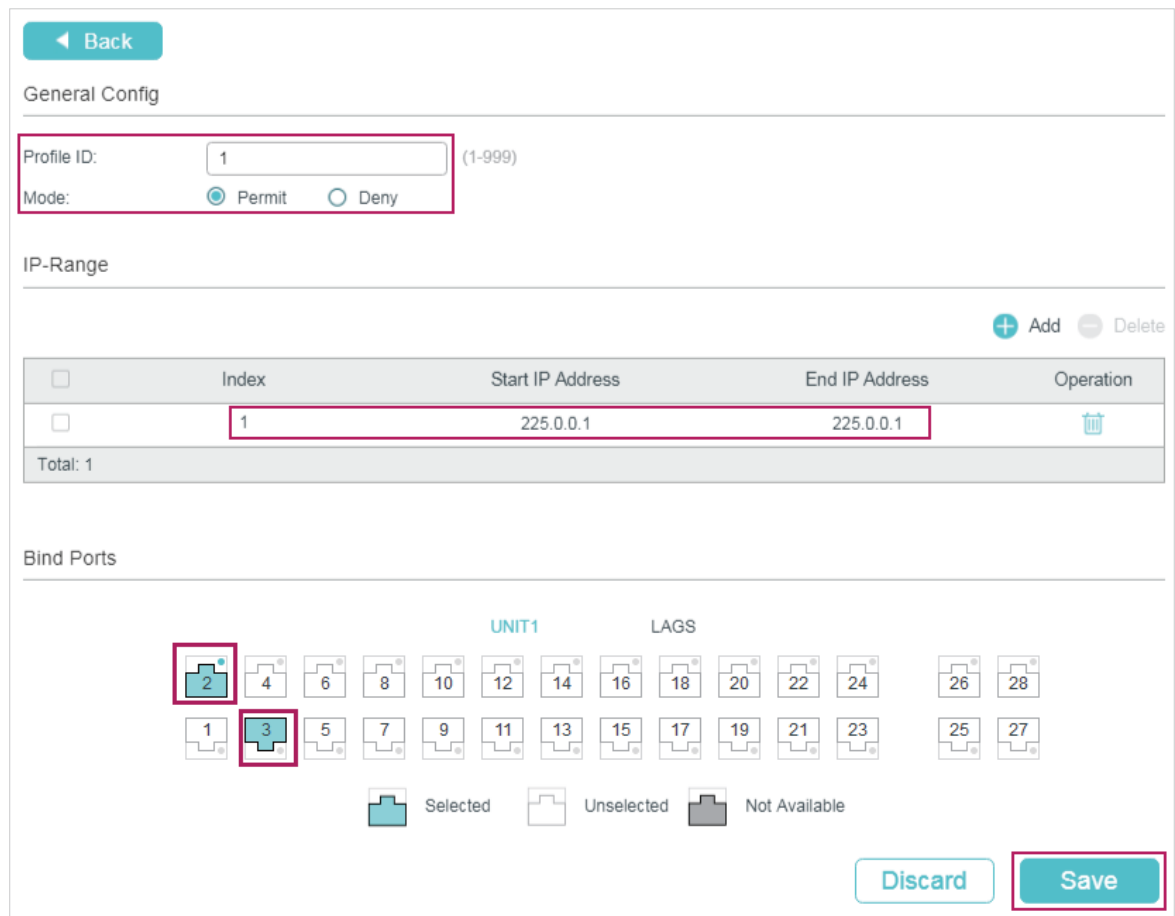 Back
General Config
Profile ID: 1 (1-999)
Mode: Permit Deny
IP-Range
Add Delete
Index Start IP Address End IP Address Operation
1 225.0.0.1 225.0.0.1
Total: 1
Bind Ports
UNIT1 LAGS
2 4 6 8 10 12 14 16 18 20 22 24 26 28
1 3 5 7 9 11 13 15 17 19 21 23 25 27
Selected Unselected Not Available
Discard Save